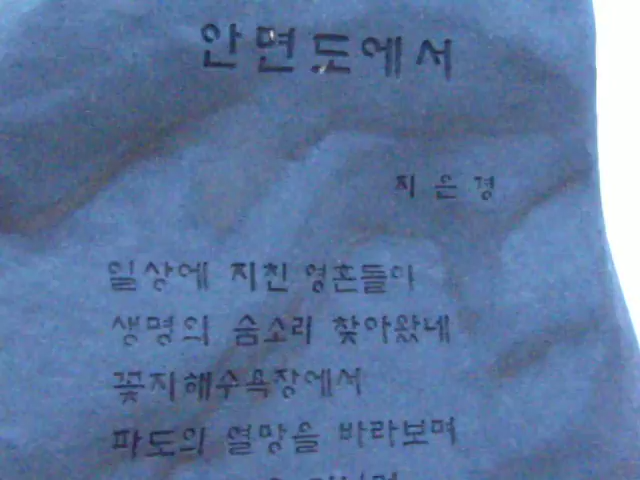 안면도에서
지은경
일상에 지친 영혼들이
생명의 숨소리 찾아왔네
꽃지해수욕장에서
파도의 열망을 바라보며